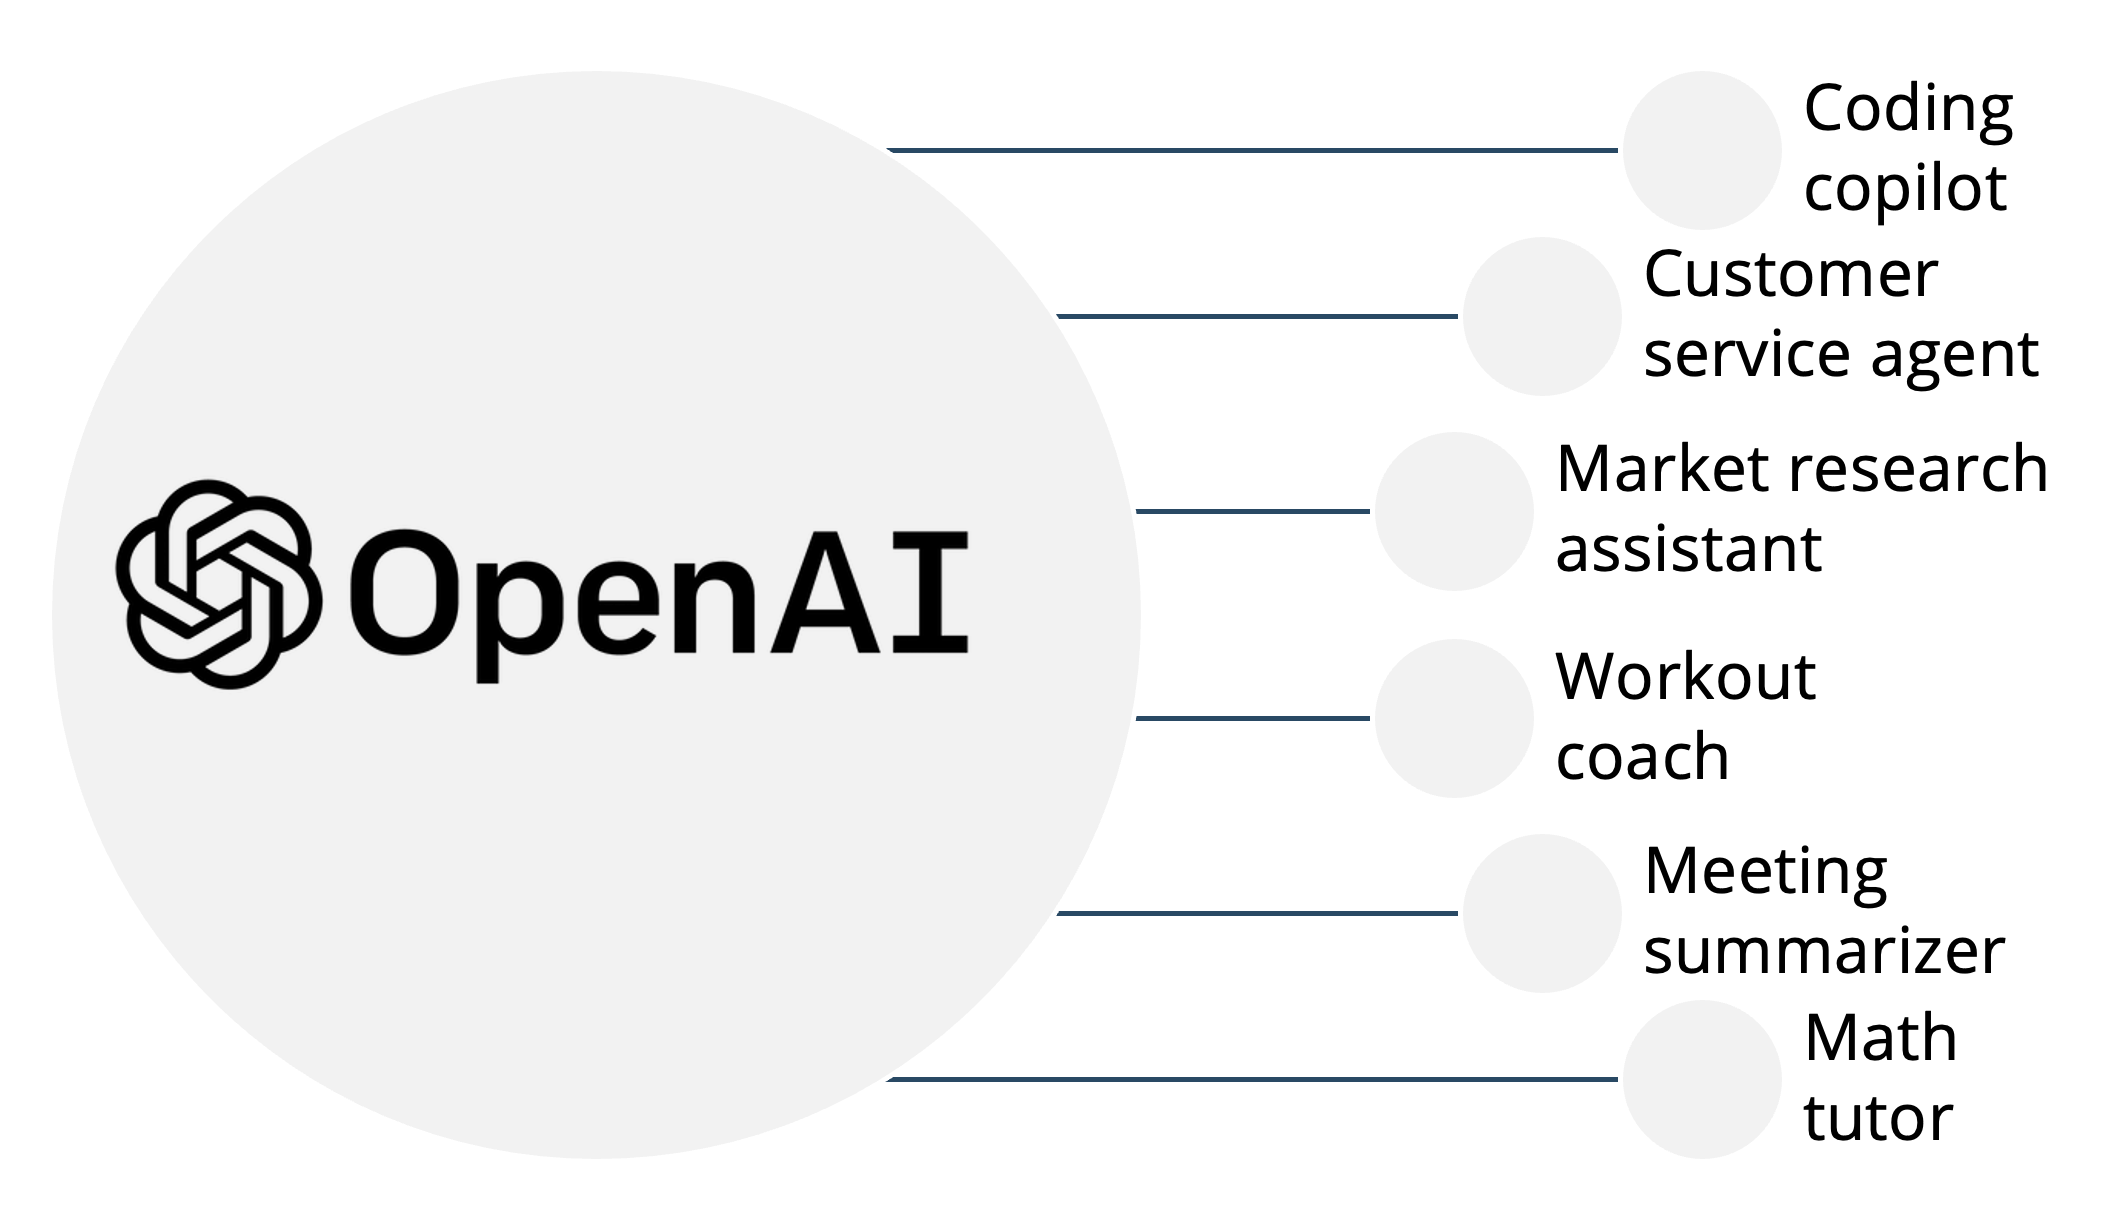 OpenAI
Coding
copilot
Customer
service agent
Market research
assistant
Workout
coach
Meeting
summarizer
Math
tutor